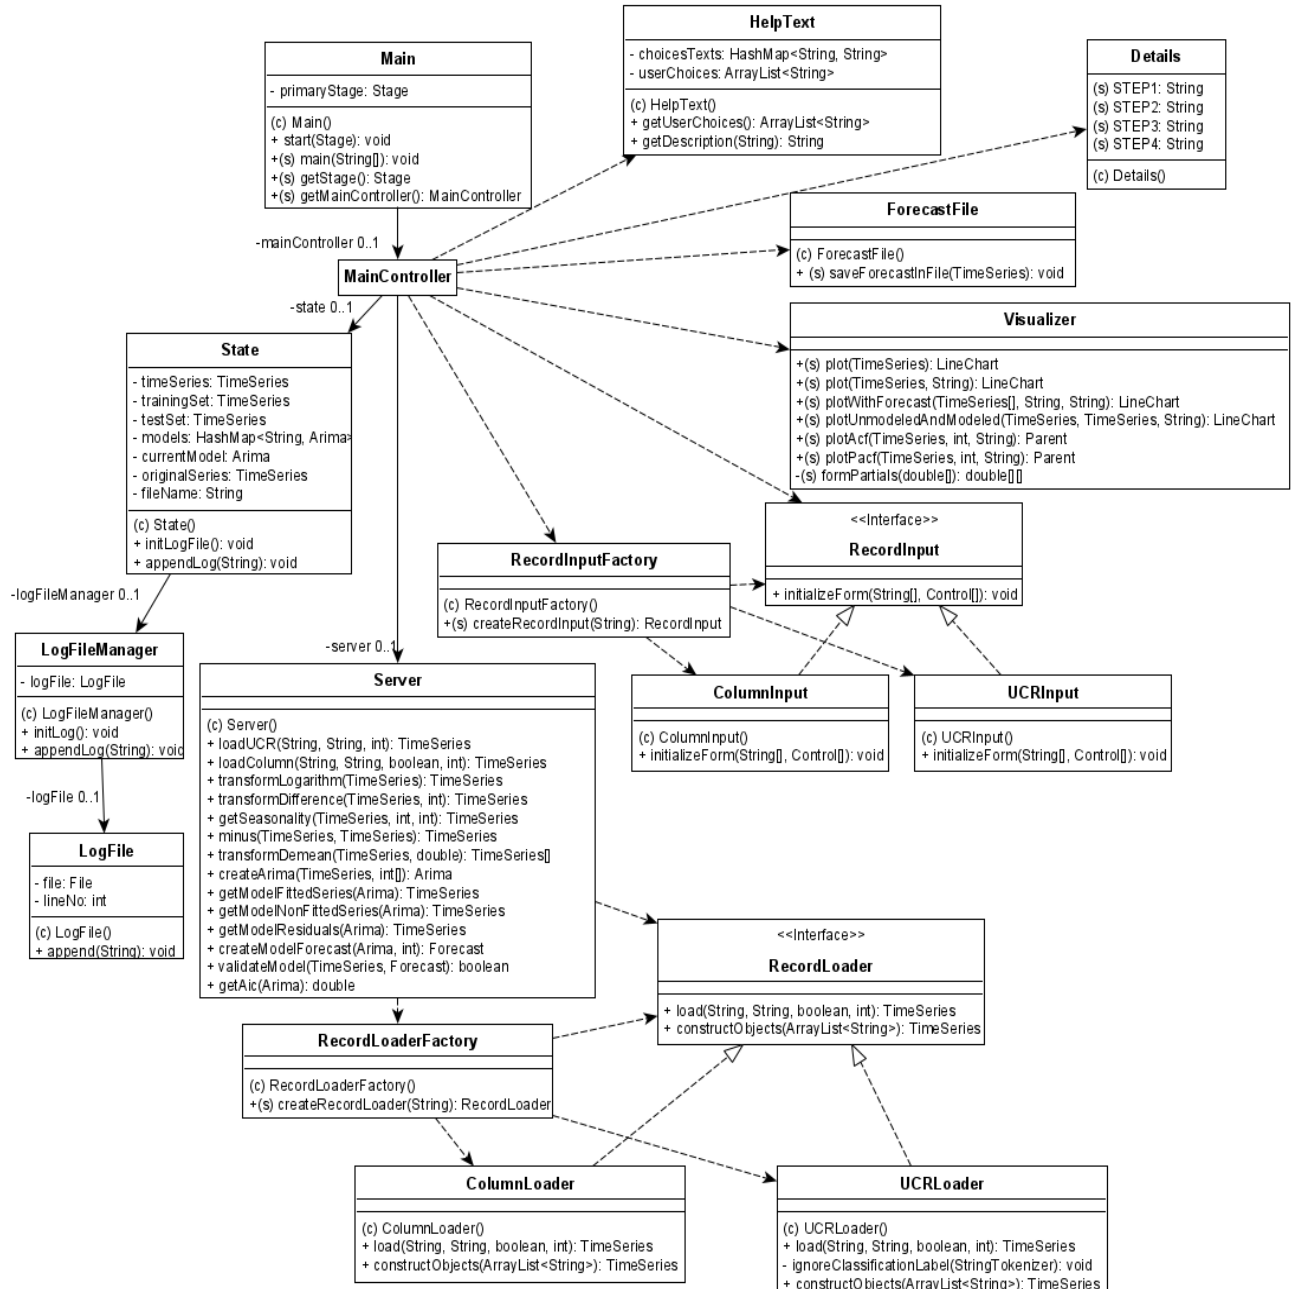 HelpText
- choicesTexts: HashMap<String, String>
- userChoices: ArrayList<String>
(c) HelpText()
+ getUserChoices(): ArrayList<String>
+ getDescription(String): String
Main
- primaryStage: Stage
(c) Main()
+ start(Stage): void
+(s) main(String[]): void
+(s) getStage(): Stage
+(s) getMainController(): MainController
Details
(s) STEP1: String
(s) STEP2: String
(s) STEP3: String
(s) STEP4: String
(c) Details()
ForecastFile
(c) ForecastFile()
+ (s) saveForecastInFile(TimeSeries): void
-mainController 0..1
MainController
-state 0..1
Visualizer
+(s) plot(TimeSeries): LineChart
+(s) plot(TimeSeries, String): LineChart
+(s) plotWithForecast(TimeSeries[], String, String): LineChart
+(s) plotUnmodeledAndModeled(TimeSeries, TimeSeries, String): LineChart
+(s) plotAcf(TimeSeries, int, String): Parent
+(s) plotPacf(TimeSeries, int, String): Parent
-(s) formPartials(double[]): double[][]
State
- timeSeries: TimeSeries
- trainingSet: TimeSeries
- testSet: TimeSeries
- models: HashMap<String, Arima>
- currentModel: Arima
- originalSeries: TimeSeries
- fileName: String
(c) State()
+ initLogFile(): void
+ appendLog(String): void
<<Interface>>
RecordInput
+ initializeForm(String[], Control[]): void
RecordInputFactory
(c) RecordInputFactory()
+(s) createRecordInput(String): RecordInput
-logFileManager 0..1
LogFileManager
- logFile: LogFile
(c) LogFileManager()
+ initLog(): void
+ appendLog(String): void
-server 0..1
Server
(c) Server()
+ loadUCR(String, String, int): TimeSeries
+ loadColumn(String, String, boolean, int): TimeSeries
+ transformLogarithm(TimeSeries): TimeSeries
+ transformDifference(TimeSeries, int): TimeSeries
+ getSeasonality(TimeSeries, int, int): TimeSeries
+ minus(TimeSeries, TimeSeries): TimeSeries
+ transformDemean(TimeSeries, double): TimeSeries[]
+ createArima(TimeSeries, int[]): Arima
+ getModelFittedSeries(Arima): TimeSeries
+ getModelNonFittedSeries(Arima): TimeSeries
+ getModelResiduals(Arima): TimeSeries
+ createModelForecast(Arima, int): Forecast
+ validateModel(TimeSeries, Forecast): boolean
+ getAic(Arima): double
ColumnInput
(c) ColumnInput()
+ initializeForm(String[], Control[]): void
UCRInput
(c) UCRInput()
+ initializeForm(String[], Control[]): void
-logFile 0..1
LogFile
- file: File
- lineNo: int
(c) LogFile()
+ append(String): void
<<Interface>>
RecordLoader
+ load(String, String, boolean, int): TimeSeries
+ constructObjects(ArrayList<String>): TimeSeries
RecordLoaderFactory
(c) RecordLoaderFactory()
+(s) createRecordLoader(String): RecordLoader
ColumnLoader
(c) ColumnLoader()
+ load(String, String, boolean, int): TimeSeries
+ constructObjects(ArrayList<String>): TimeSeries
UCRLoader
(c) UCRLoader()
+ load(String, String, boolean, int): TimeSeries
- ignoreClassificationLabel(StringTokenizer): void
+ constructObjects(ArrayList<String>): TimeSeries